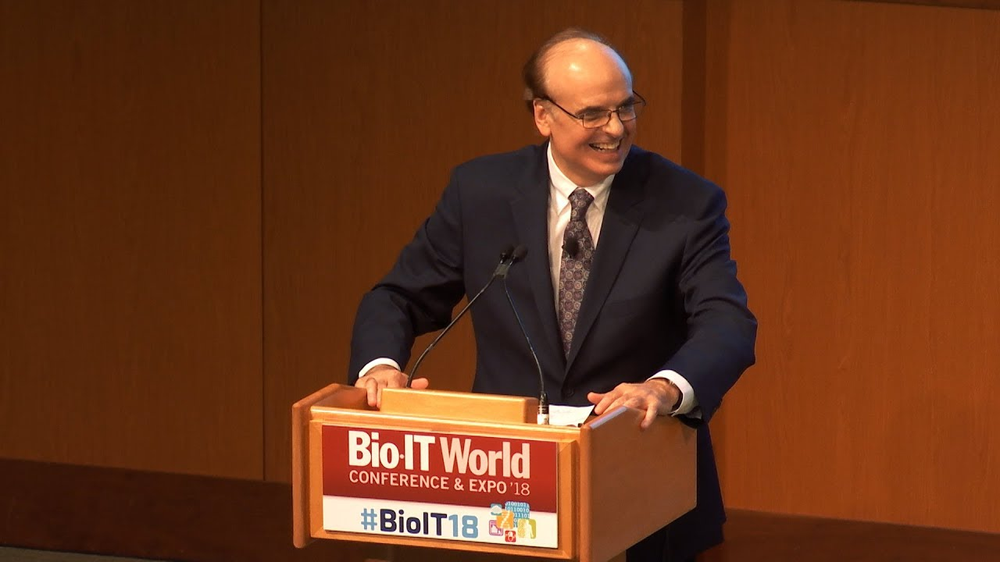 Bio·IT World
CONFERENCE & EXPO '18
#BioIT18